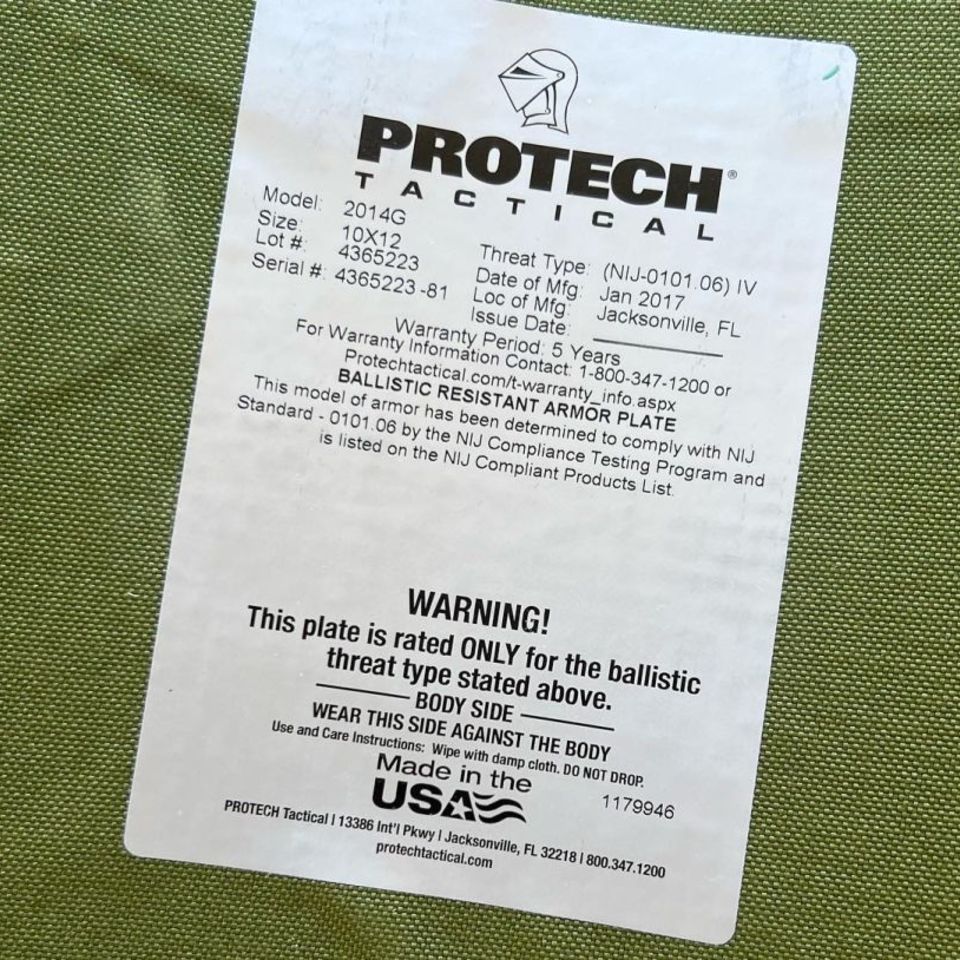 PROTECH®
TACTICAL
Model: 2014G
Size: 10X12
Lot #: 4365223
Serial #: 4365223 -81
Threat Type: (NIJ-0101.06) IV
Date of Mfg: Jan 2017
Loc of Mfg: Jacksonville, FL
Issue Date:
Warranty Period: 5 Years
For Warranty Information Contact: 1-800-347-1200 or
Protechtactical.com/t-warranty_info.aspx
BALLISTIC RESISTANT ARMOR PLATE
This model of armor has been determined to comply with NIJ
Standard - 0101.06 by the NIJ Compliance Testing Program and
is listed on the NIJ Compliant Products List.
WARNING!
This plate is rated ONLY for the ballistic
threat type stated above.
BODY SIDE
WEAR THIS SIDE AGAINST THE BODY
Use and Care Instructions: Wipe with damp cloth. DO NOT DROP.
Made in the
USA
1179946
PROTECH Tactical | 13386 Int'l Pkwy | Jacksonville, FL 32218 | 800.347.1200
protechtactical.com